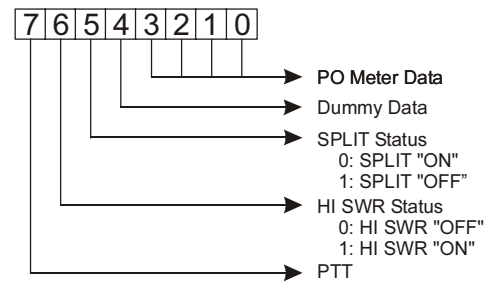 7 6 5 4 3 2 1 0
PO Meter Data
Dummy Data
SPLIT Status
0: SPLIT "ON"
1: SPLIT "OFF”
HI SWR Status
0: HI SWR "OFF"
1: HI SWR "ON"
PTT